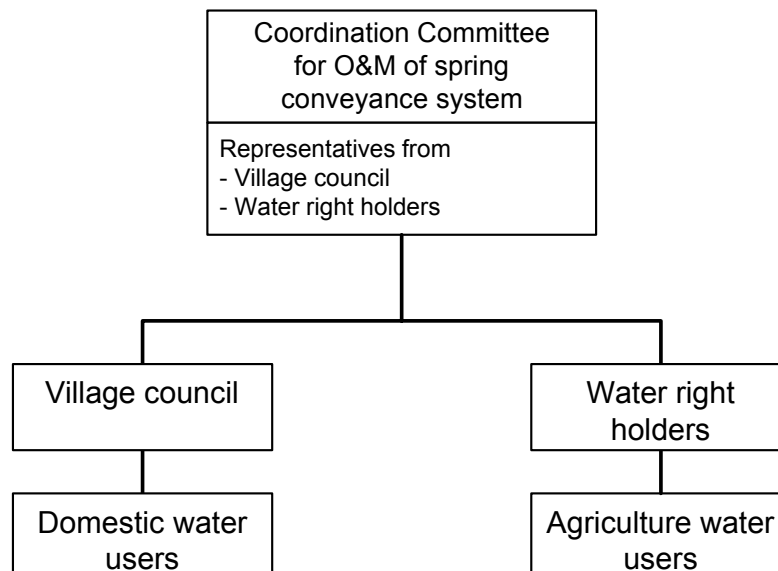 Coordination Committee
for O&M of spring
conveyance system
Representatives from
- Village council
- Water right holders
Village council
Water right
holders
Domestic water
users
Agriculture water
users